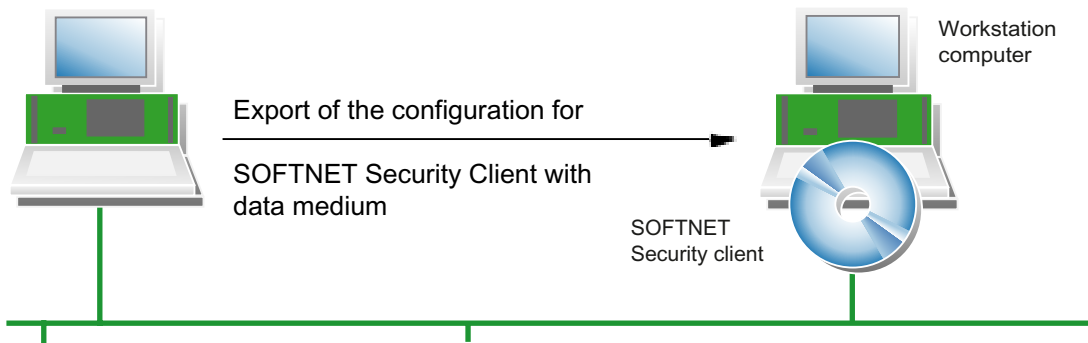 Workstation
computer
Export of the configuration for
SOFTNET Security Client with
data medium
SOFTNET
Security client